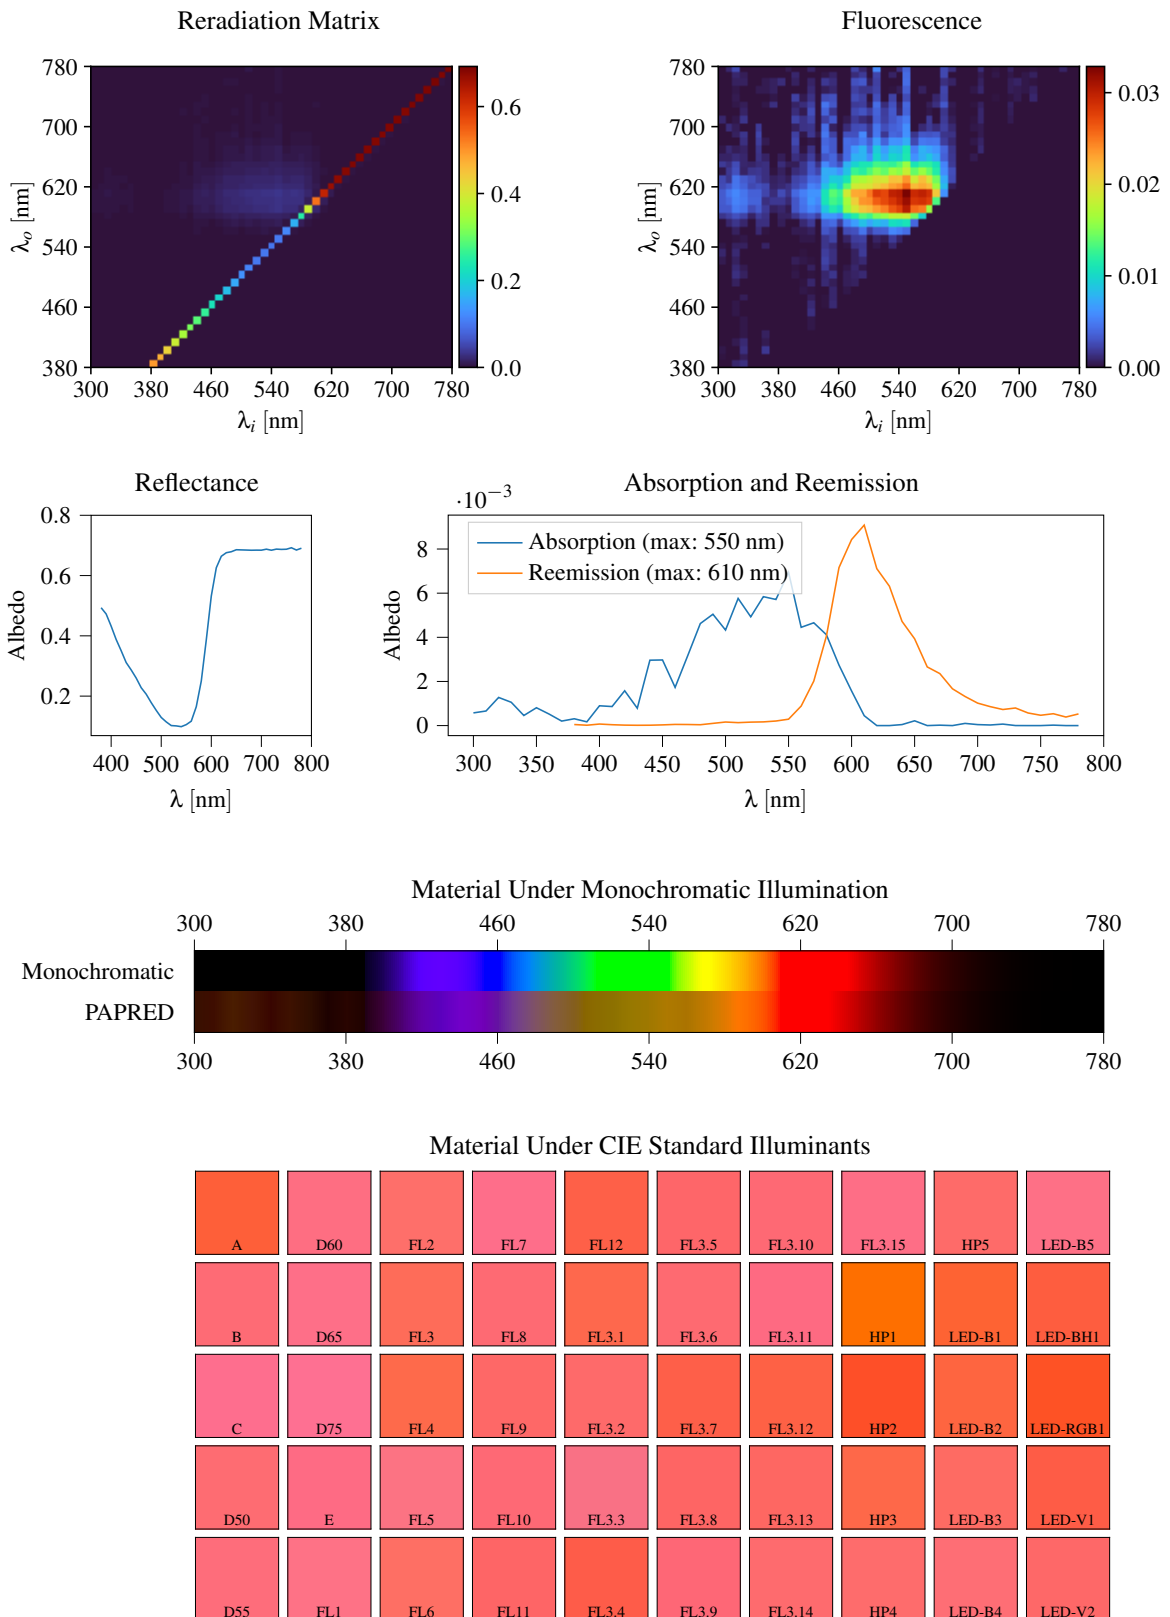 Reradiation Matrix
Fluorescence
780
700
620
540
460
380
300 380 460 540 620 700 780
λo [nm]
λi [nm]
0.6
0.4
0.2
0.0
780
700
620
540
460
380
300 380 460 540 620 700 780
λo [nm]
λi [nm]
0.03
0.02
0.01
0.00
Reflectance
0.8
0.6
0.4
0.2
Albedo
400 500 600 700 800
λ [nm]
Absorption and Reemission
·10−3
8
6
4
2
0
Albedo
Absorption (max: 550 nm)
Reemission (max: 610 nm)
300 350 400 450 500 550 600 650 700 750 800
λ [nm]
Material Under Monochromatic Illumination
300 380 460 540 620 700 780
Monochromatic
PAPRED
300 380 460 540 620 700 780
Material Under CIE Standard Illuminants
A D60 FL2 FL7 FL12 FL3.5 FL3.10 FL3.15 HP5 LED-B5
B D65 FL3 FL8 FL3.1 FL3.6 FL3.11 HP1 LED-B1 LED-BH1
C D75 FL4 FL9 FL3.2 FL3.7 FL3.12 HP2 LED-B2 LED-RGB1
D50 E FL5 FL10 FL3.3 FL3.8 FL3.13 HP3 LED-B3 LED-V1
D55 FL1 FL6 FL11 FL3.4 FL3.9 FL3.14 HP4 LED-B4 LED-V2